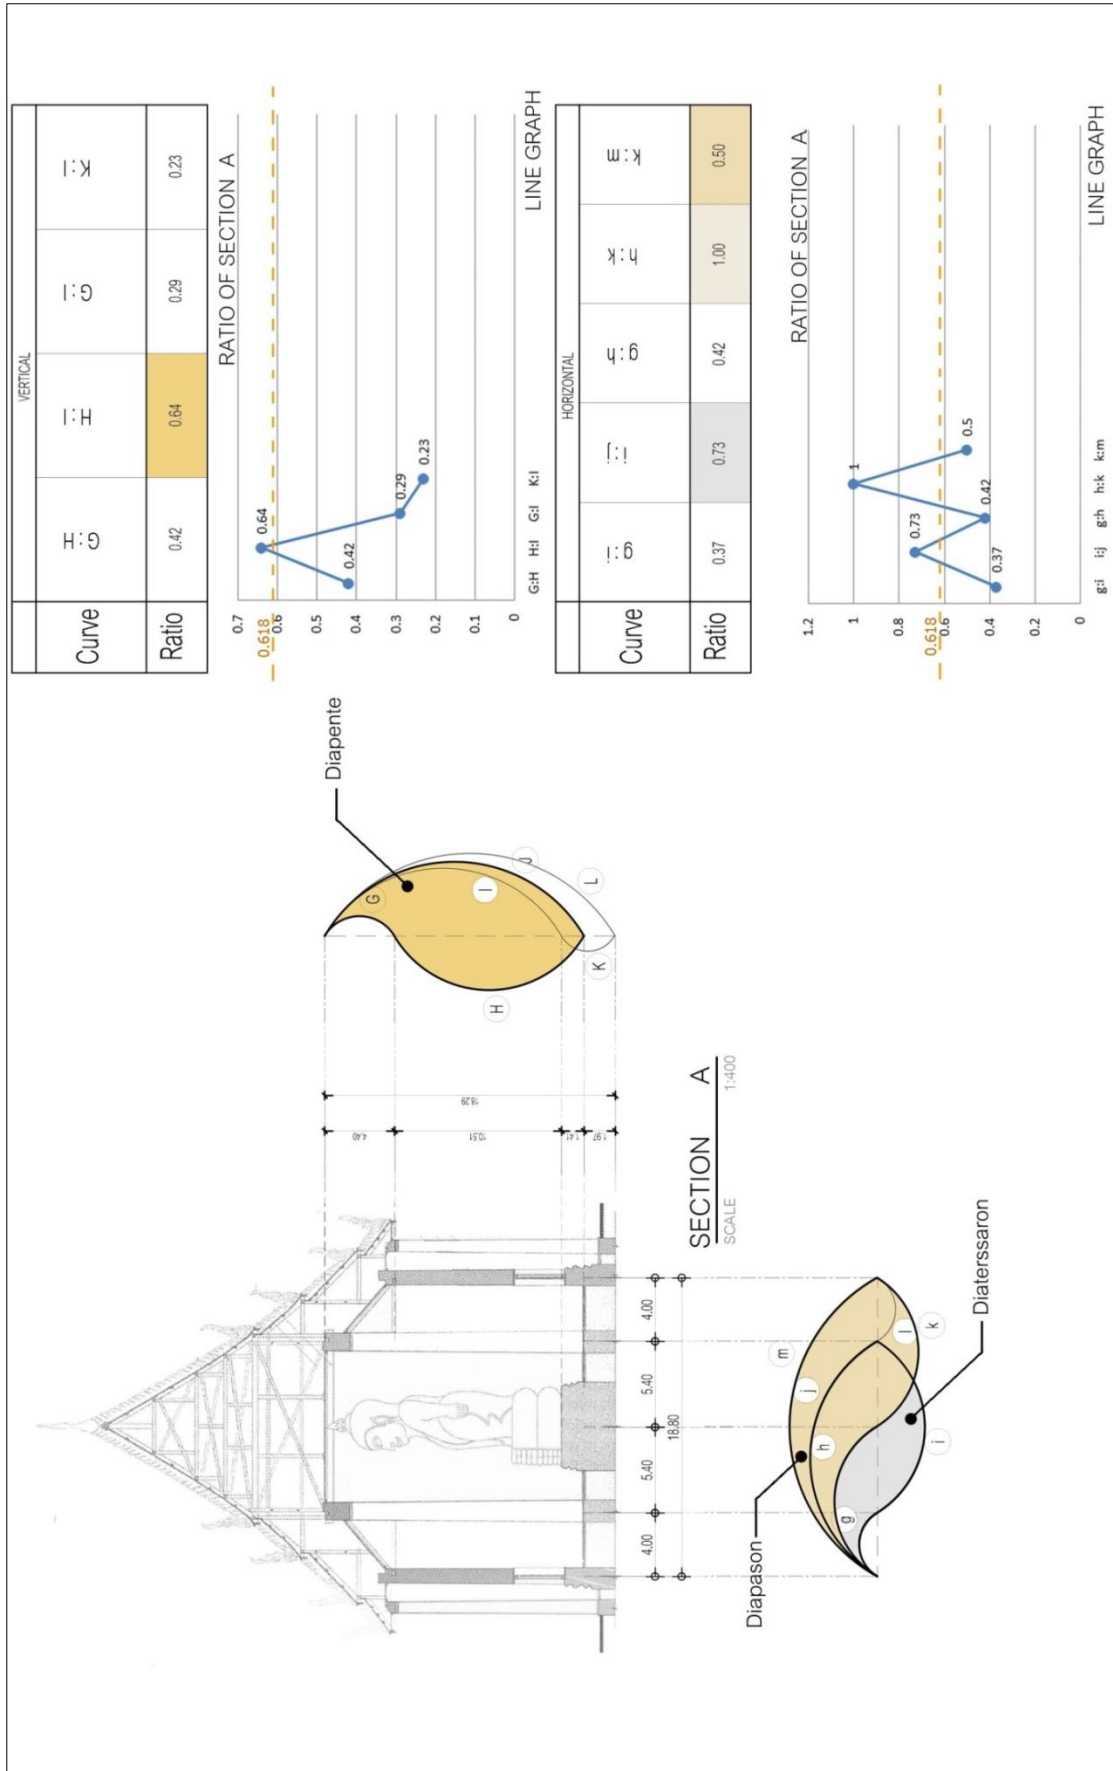 4.40
10.51
1.41
1.97
18.29
4.00
5.40
5.40
4.00
18.80
SECTION A
SCALE 1:400
Diapente
G
H
I
J
K
L
Diapason
Diaterssaron
g
h
i
j
k
l
m
VERTICAL
Curve G:H H:I G:I K:I
Ratio 0.42 0.64 0.29 0.23
RATIO OF SECTION A
0.7
0.618
0.6
0.5
0.4
0.3
0.2
0.1
0
0.42
0.64
0.29
0.23
G:H H:I G:I K:I
LINE GRAPH
HORIZONTAL
Curve g:i i:j g:h h:k k:m
Ratio 0.37 0.73 0.42 1.00 0.50
RATIO OF SECTION A
1.2
1
0.8
0.618
0.6
0.4
0.2
0
0.37
0.73
0.42
1
0.5
g:i i:j g:h h:k k:m
LINE GRAPH